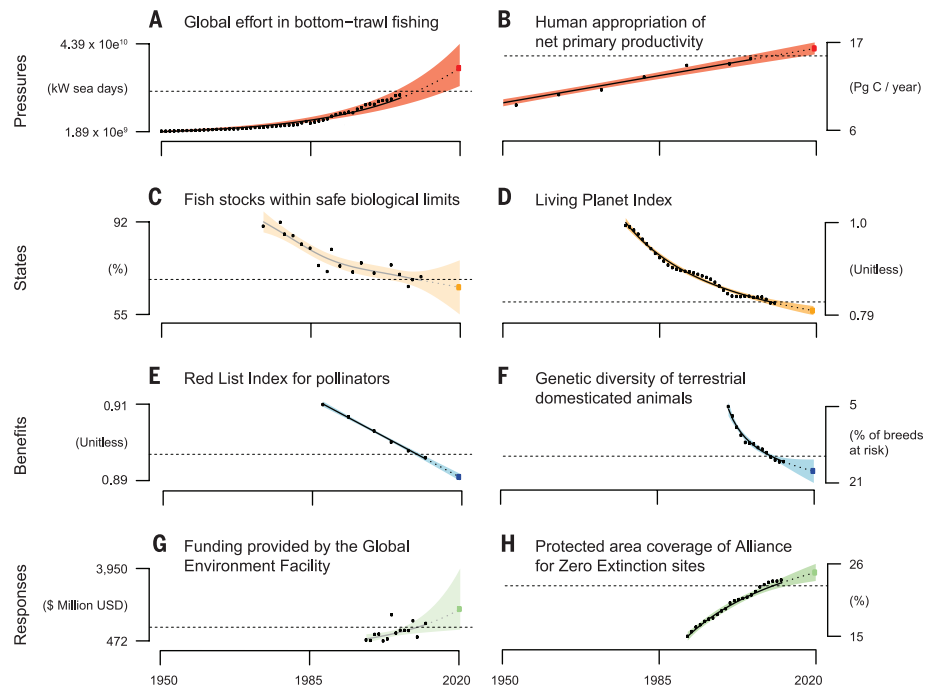 A Global effort in bottom−trawl fishing
4.39 x 10e¹⁰
(kW sea days)
1.89 x 10e⁹
Pressures
B Human appropriation of
net primary productivity
17
(Pg C / year)
6
C Fish stocks within safe biological limits
92
(%)
55
States
D Living Planet Index
1.0
(Unitless)
0.79
E Red List Index for pollinators
0,91
(Unitless)
0.89
Benefits
F Genetic diversity of terrestrial
domesticated animals
5
(% of breeds
at risk)
21
G Funding provided by the Global
Environment Facility
3,950
($ Million USD)
472
Responses
H Protected area coverage of Alliance
for Zero Extinction sites
26
(%)
15
1950 1985 2020 1950 1985 2020